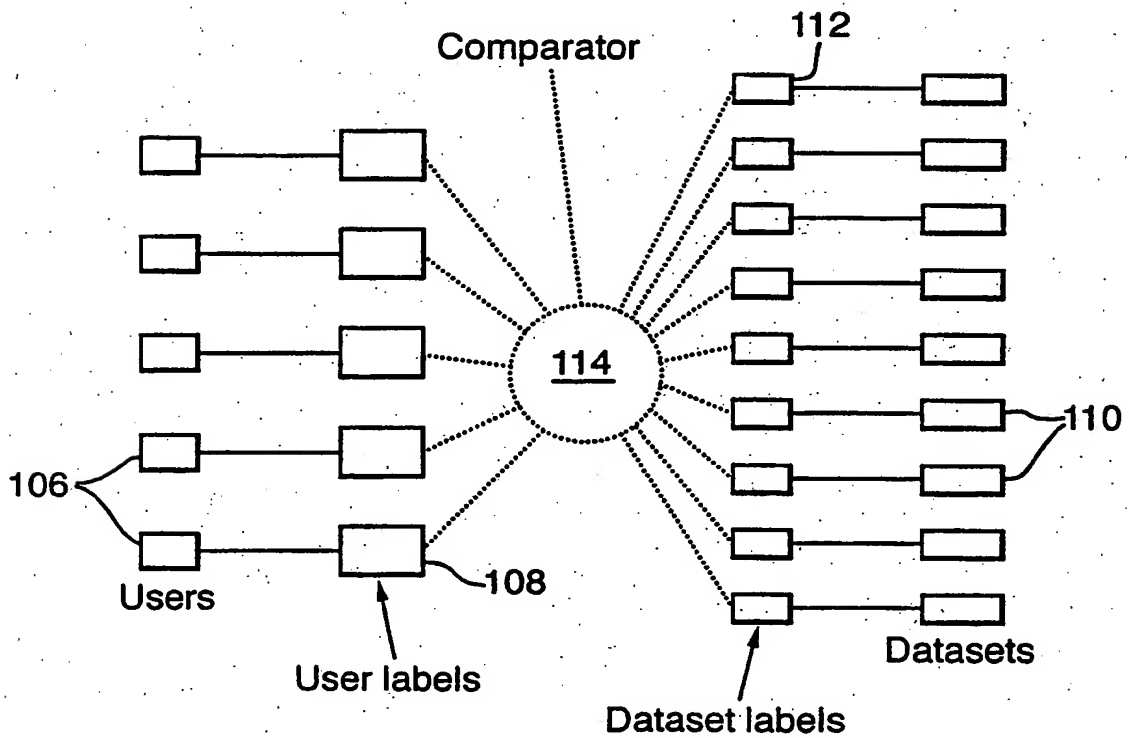 112
Comparator
114
110
106
108
Users
User labels
Datasets
Dataset labels